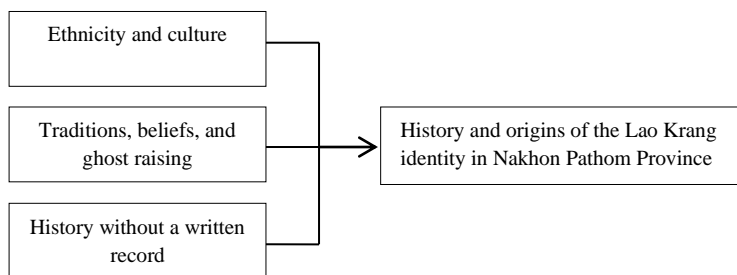 Ethnicity and culture
Traditions, beliefs, and
ghost raising
History without a written
record
History and origins of the Lao Krang
identity in Nakhon Pathom Province